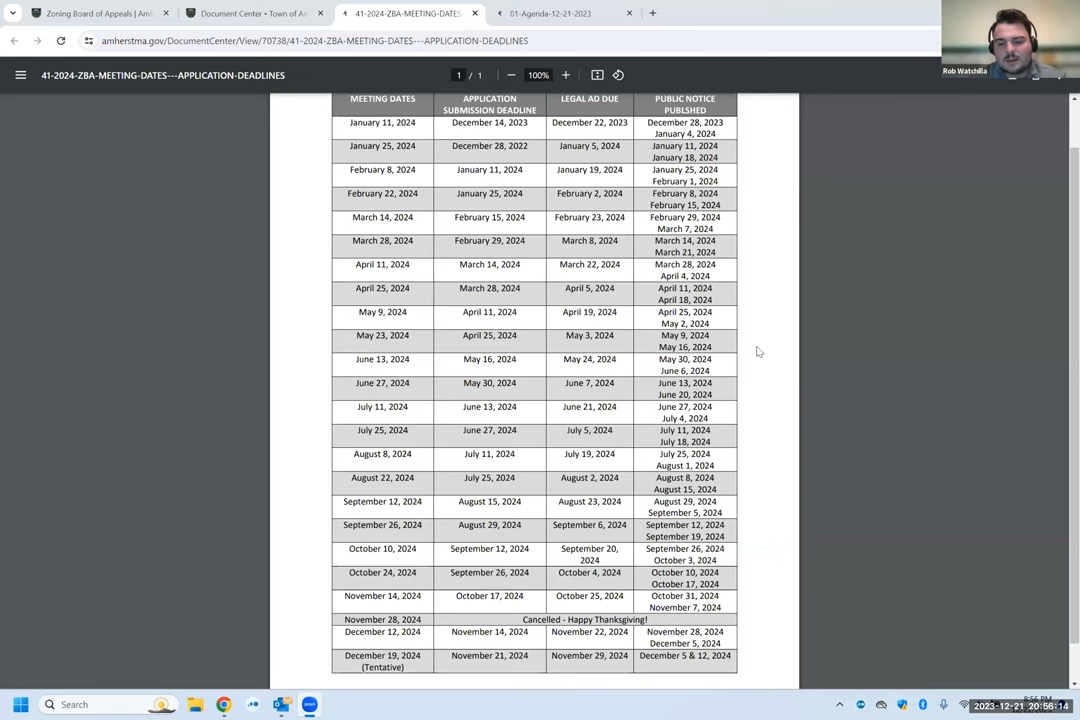 Zoning Board of Appeals | Amh
Document Center • Town of Am
41-2024-ZBA-MEETING-DATES
01-Agenda-12-21-2023
amherstma.gov/DocumentCenter/View/70738/41-2024-ZBA-MEETING-DATES---APPLICATION-DEADLINES
Rob Watchilla
41-2024-ZBA-MEETING-DATES---APPLICATION-DEADLINES
1 / 1
100%
MEETING DATES APPLICATION SUBMISSION DEADLINE LEGAL AD DUE PUBLIC NOTICE PUBLSHED
January 11, 2024 December 14, 2023 December 22, 2023 December 28, 2023
January 4, 2024
January 25, 2024 December 28, 2022 January 5, 2024 January 11, 2024
January 18, 2024
February 8, 2024 January 11, 2024 January 19, 2024 January 25, 2024
February 1, 2024
February 22, 2024 January 25, 2024 February 2, 2024 February 8, 2024
February 15, 2024
March 14, 2024 February 15, 2024 February 23, 2024 February 29, 2024
March 7, 2024
March 28, 2024 February 29, 2024 March 8, 2024 March 14, 2024
March 21, 2024
April 11, 2024 March 14, 2024 March 22, 2024 March 28, 2024
April 4, 2024
April 25, 2024 March 28, 2024 April 5, 2024 April 11, 2024
April 18, 2024
May 9, 2024 April 11, 2024 April 19, 2024 April 25, 2024
May 2, 2024
May 23, 2024 April 25, 2024 May 3, 2024 May 9, 2024
May 16, 2024
June 13, 2024 May 16, 2024 May 24, 2024 May 30, 2024
June 6, 2024
June 27, 2024 May 30, 2024 June 7, 2024 June 13, 2024
June 20, 2024
July 11, 2024 June 13, 2024 June 21, 2024 June 27, 2024
July 4, 2024
July 25, 2024 June 27, 2024 July 5, 2024 July 11, 2024
July 18, 2024
August 8, 2024 July 11, 2024 July 19, 2024 July 25, 2024
August 1, 2024
August 22, 2024 July 25, 2024 August 2, 2024 August 8, 2024
August 15, 2024
September 12, 2024 August 15, 2024 August 23, 2024 August 29, 2024
September 5, 2024
September 26, 2024 August 29, 2024 September 6, 2024 September 12, 2024
September 19, 2024
October 10, 2024 September 12, 2024 September 20, September 26, 2024
2024 October 3, 2024
October 24, 2024 September 26, 2024 October 4, 2024 October 10, 2024
October 17, 2024
November 14, 2024 October 17, 2024 October 25, 2024 October 31, 2024
November 7, 2024
November 28, 2024 Cancelled - Happy Thanksgiving!
December 12, 2024 November 14, 2024 November 22, 2024 November 28, 2024
December 5, 2024
December 19, 2024 November 21, 2024 November 29, 2024 December 5 & 12, 2024
(Tentative)
Search
8:56 PM
2023-12-21 20:56:14